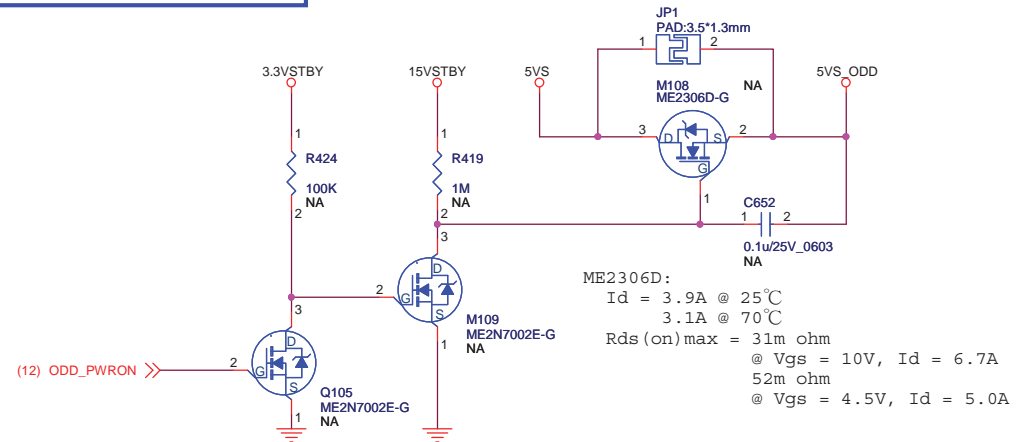 JP1
PAD:3.5*1.3mm
1
2
3.3VSTBY
15VSTBY
5VS
5VS_ODD
M108
ME2306D-G
NA
1
R424
100K
NA
2
1
R419
1M
NA
2
3
D
S
2
G
1
C652
1
2
0.1u/25V_0603
NA
3
D
2
G
S
M109
ME2N7002E-G
NA
1
3
D
(12) ODD_PWRON
2
G
S
Q105
ME2N7002E-G
NA
1
ME2306D:
Id = 3.9A @ 25℃
3.1A @ 70℃
Rds(on)max = 31m ohm
@ Vgs = 10V, Id = 6.7A
52m ohm
@ Vgs = 4.5V, Id = 5.0A